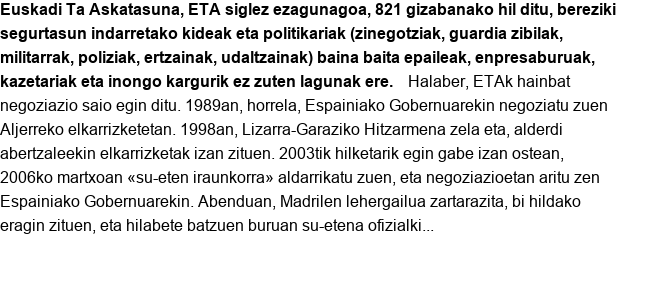 Euskadi Ta Askatasuna, ETA siglez ezagunagoa, 821 gizabanako hil ditu, bereziki
segurtasun indarretako kideak eta politikariak (zinegotziak, guardia zibilak,
militarrak, poliziak, ertzainak, udaltzainak) baina baita epaileak, enpresaburuak,
kazetariak eta inongo kargurik ez zuten lagunak ere. Halaber, ETAk hainbat
negoziazio saio egin ditu. 1989an, horrela, Espainiako Gobernuarekin negoziatu zuen
Aljerreko elkarrizketetan. 1998an, Lizarra-Garaziko Hitzarmena zela eta, alderdi
abertzaleekin elkarrizketak izan zituen. 2003tik hilketarik egin gabe izan ostean,
2006ko martxoan «su-eten iraunkorra» aldarrikatu zuen, eta negoziazioetan aritu zen
Espainiako Gobernuarekin. Abenduan, Madrilen lehergailua zartarazita, bi hildako
eragin zituen, eta hilabete batzuen buruan su-etena ofizialki...